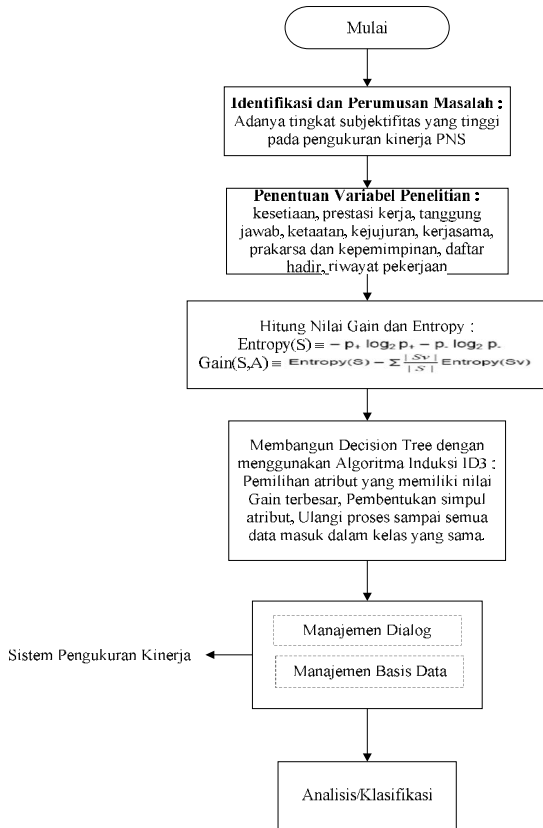 Mulai
Identifikasi dan Perumusan Masalah :
Adanya tingkat subjektifitas yang tinggi
pada pengukuran kinerja PNS
Penentuan Variabel Penelitian :
kesetiaan, prestasi kerja, tanggung
jawab, ketaatan, kejujuran, kerjasama,
prakarsa dan kepemimpinan, daftar
hadir, riwayat pekerjaan
Hitung Nilai Gain dan Entropy :
Entropy(S) ≡ – p₊ log₂ p₊ – p₋ log₂ p₋
Gain(S,A) ≡ Entropy(S) – Σ |Sv| / |S| Entropy(Sv)
Membangun Decision Tree dengan
menggunakan Algoritma Induksi ID3 :
Pemilihan atribut yang memiliki nilai
Gain terbesar, Pembentukan simpul
atribut, Ulangi proses sampai semua
data masuk dalam kelas yang sama.
Manajemen Dialog
Sistem Pengukuran Kinerja
Manajemen Basis Data
Analisis/Klasifikasi